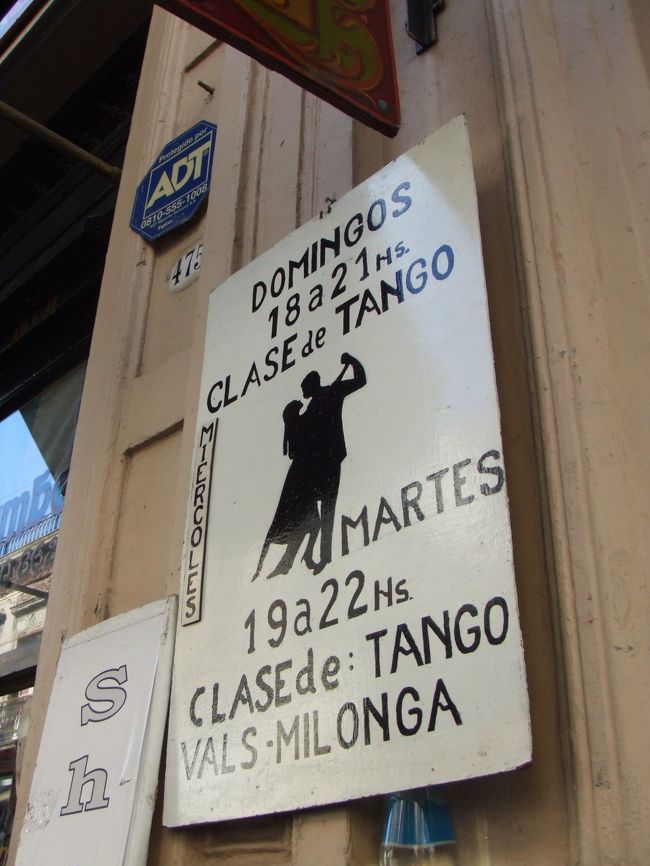 Protegido por
ADT
0810-555-1008
475
DOMINGOS
18 a 21 Hs.
CLASE de TANGO
MIERCOLES
MARTES
19 a 22 Hs.
CLASE de: TANGO
VALS - MILONGA
s
h